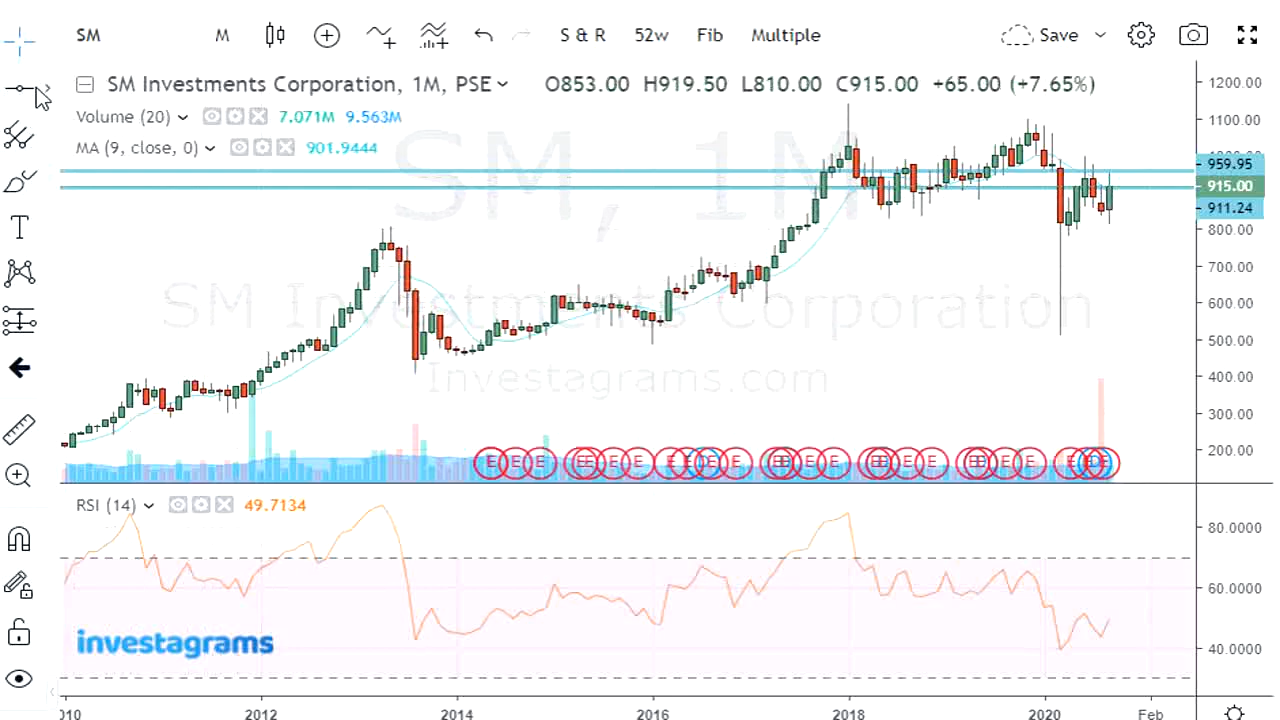 SM M S & R 52w Fib Multiple Save
SM Investments Corporation, 1M, PSE O853.00 H919.50 L810.00 C915.00 +65.00 (+7.65%)
Volume (20) 7.071M 9.563M
MA (9, close, 0) 901.9444
SM, 1M
SM Investments Corporation
Investagrams.com
1200.00
1100.00
959.95
915.00
911.24
800.00
700.00
600.00
500.00
400.00
300.00
200.00
E E E E E E E E E D E E E E E E E E E E E
RSI (14) 49.7134
80.0000
60.0000
40.0000
investagrams
010 2012 2014 2016 2018 2020 Feb